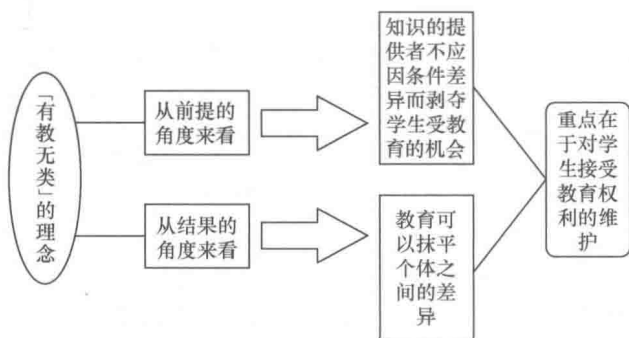 「有教无类」的理念
从前提的
角度来看
知识的提
供者不应
因条件差
异而剥夺
学生受教
育的机会
从结果的
角度来看
教育可
以抹平
个体之
间的差
异
重点在
于对学
生接受
教育权
利的维
护